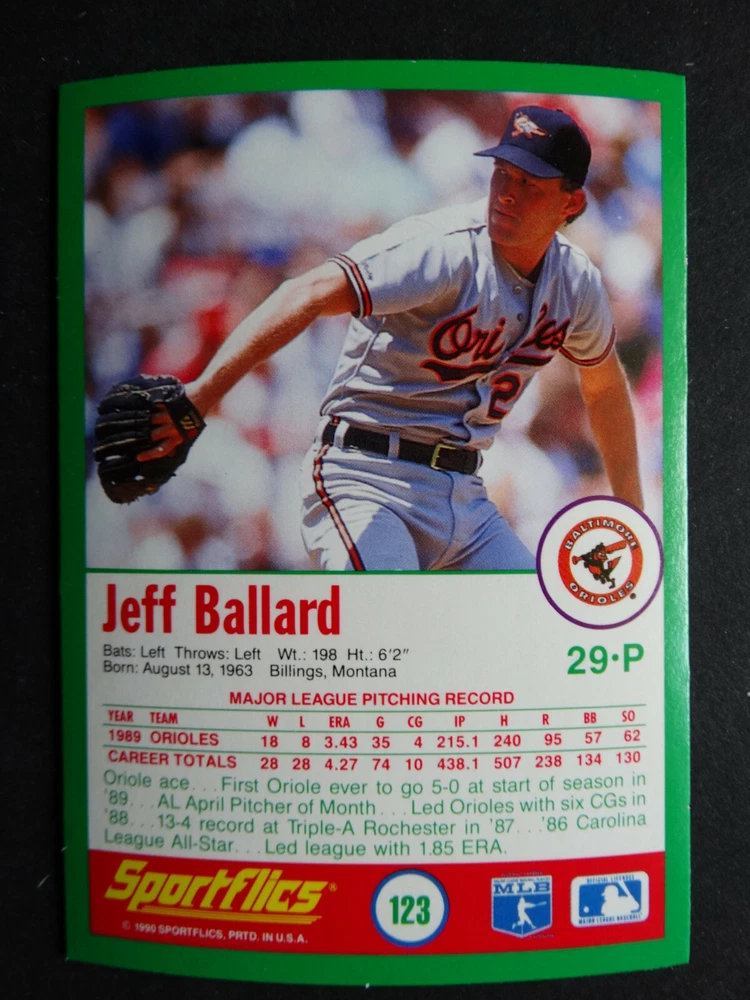 Orioles
2
BALTIMORE
ORIOLES
Jeff Ballard
Bats: Left Throws: Left Wt.: 198 Ht.: 6'2"
Born: August 13, 1963 Billings, Montana
29·P
MAJOR LEAGUE PITCHING RECORD
YEAR TEAM W L ERA G CG IP H R BB SO
1989 ORIOLES 18 8 3.43 35 4 215.1 240 95 57 62
CAREER TOTALS 28 28 4.27 74 10 438.1 507 238 134 130
Oriole ace. . .First Oriole ever to go 5-0 at start of season in
'89. . .AL April Pitcher of Month. . .Led Orioles with six CGs in
'88. . .13-4 record at Triple-A Rochester in '87. . .'86 Carolina
League All-Star. . .Led league with 1.85 ERA.
Sportflics®
© 1990 SPORTFLICS, PRTD. IN U.S.A.
123
MLB
OFFICIAL LICENSEE
MAJOR LEAGUE BASEBALL